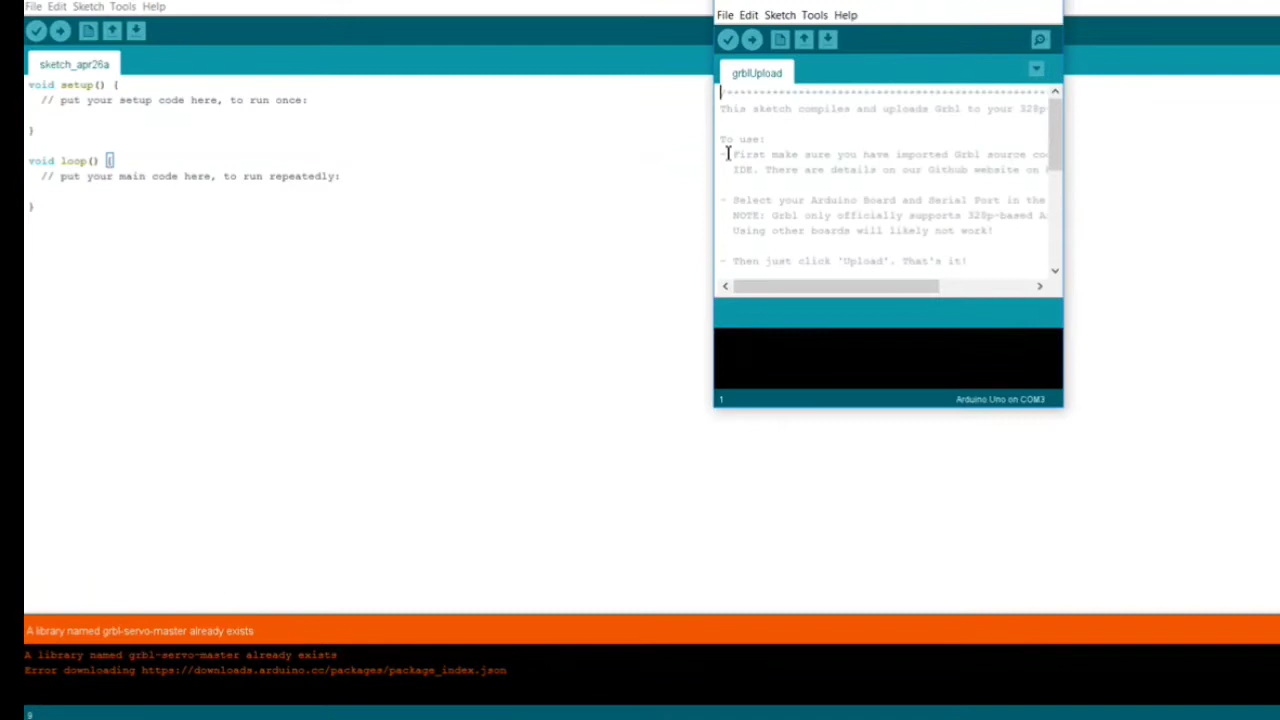 File Edit Sketch Tools Help
sketch_apr26a
void setup() {
// put your setup code here, to run once:
}
void loop() {
// put your main code here, to run repeatedly:
}
A library named grbl-servo-master already exists
A library named grbl-servo-master already exists
Error downloading https://downloads.arduino.cc/packages/package_index.json
9
File Edit Sketch Tools Help
grblUpload
This sketch compiles and uploads Grbl to your 328p
To use:
- First make sure you have imported Grbl source co
IDE. There are details on our Github website on
- Select your Arduino Board and Serial Port in the
NOTE: Grbl only officially supports 328p-based A
Using other boards will likely not work!
- Then just click 'Upload'. That's it!
1
Arduino Uno on COM3